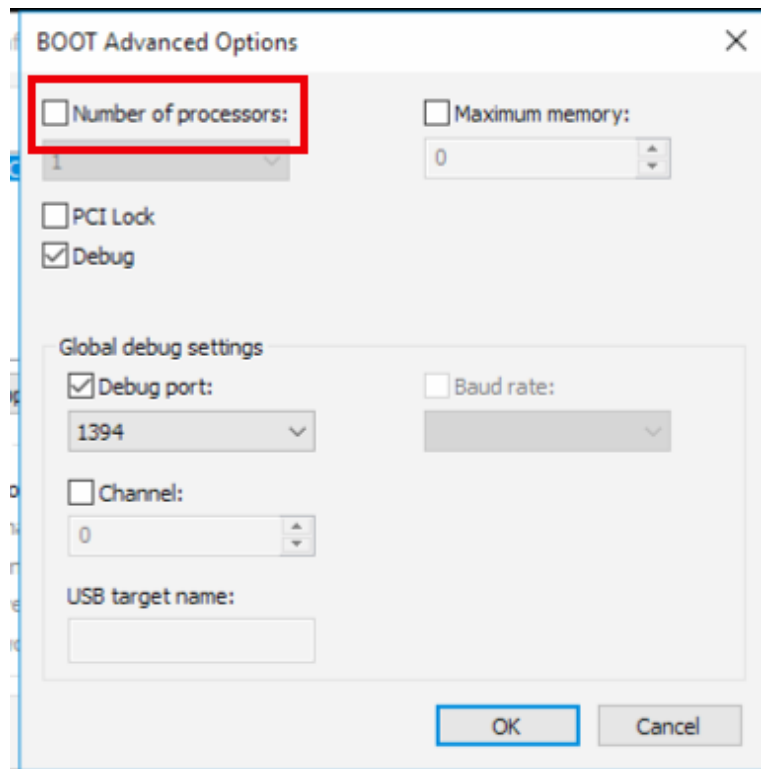 BOOT Advanced Options
Number of processors: Maximum memory:
1 0
PCI Lock
Debug
Global debug settings
Debug port: Baud rate:
1394
Channel:
0
USB target name:
OK Cancel